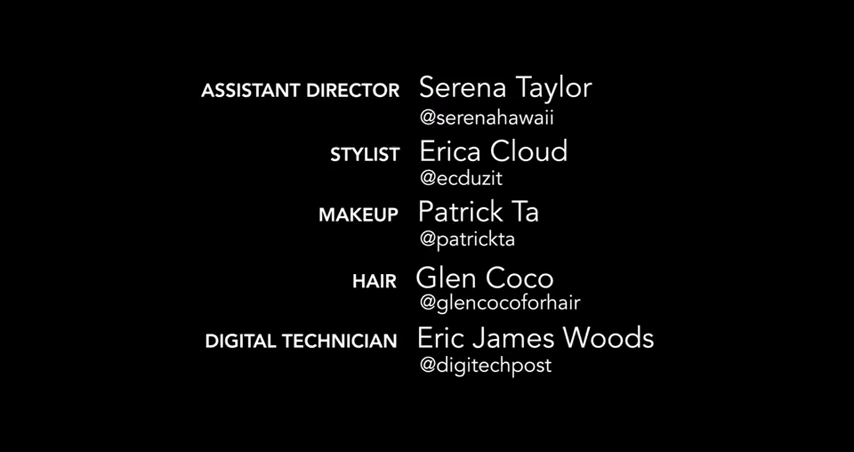 ASSISTANT DIRECTOR Serena Taylor
@serenahawaii
STYLIST Erica Cloud
@ecduzit
MAKEUP Patrick Ta
@patrickta
HAIR Glen Coco
@glencocoforhair
DIGITAL TECHNICIAN Eric James Woods
@digitechpost